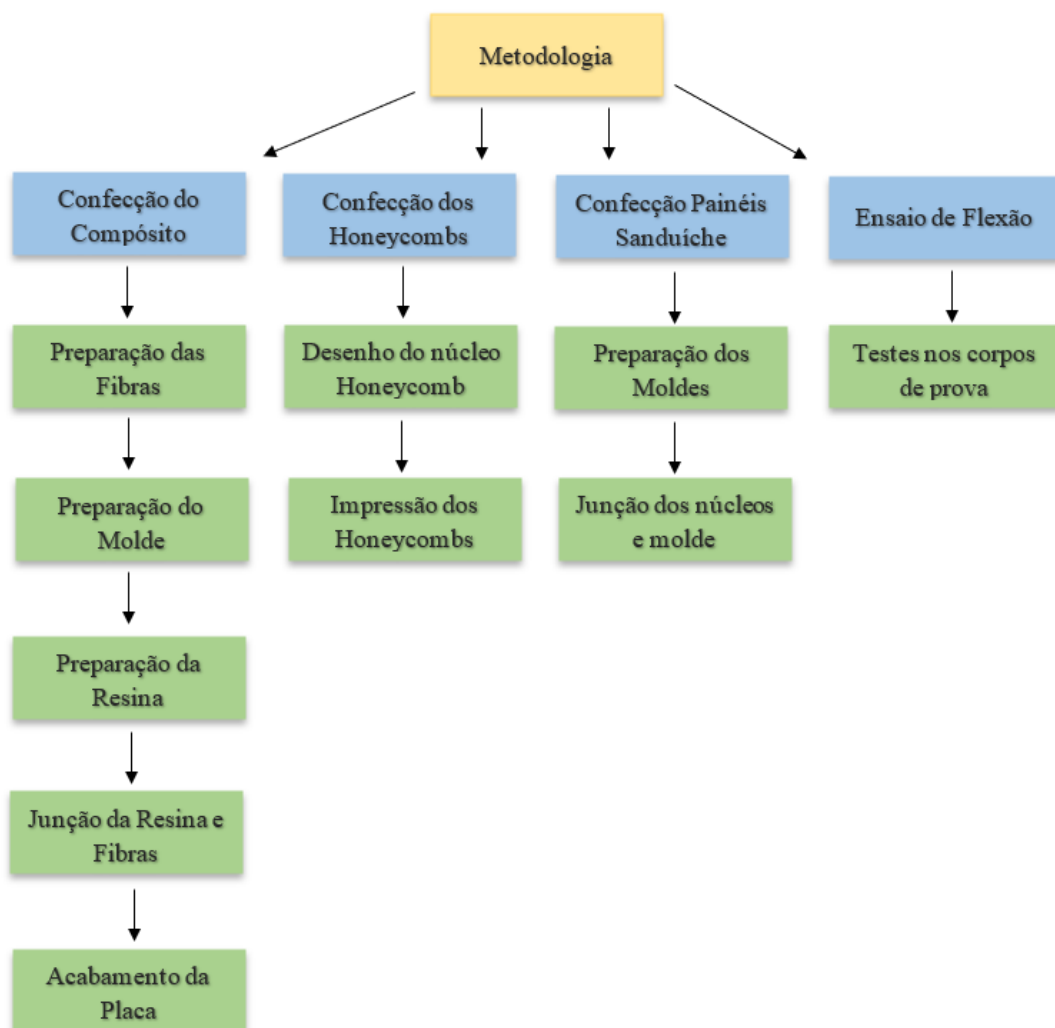 Metodologia
Confecção do
Compósito
Confecção dos
Honeycombs
Confecção Painéis
Sanduíche
Ensaio de Flexão
Preparação das
Fibras
Desenho do núcleo
Honeycomb
Preparação dos
Moldes
Testes nos corpos
de prova
Preparação do
Molde
Impressão dos
Honeycombs
Junção dos núcleos
e molde
Preparação da
Resina
Junção da Resina e
Fibras
Acabamento da
Placa